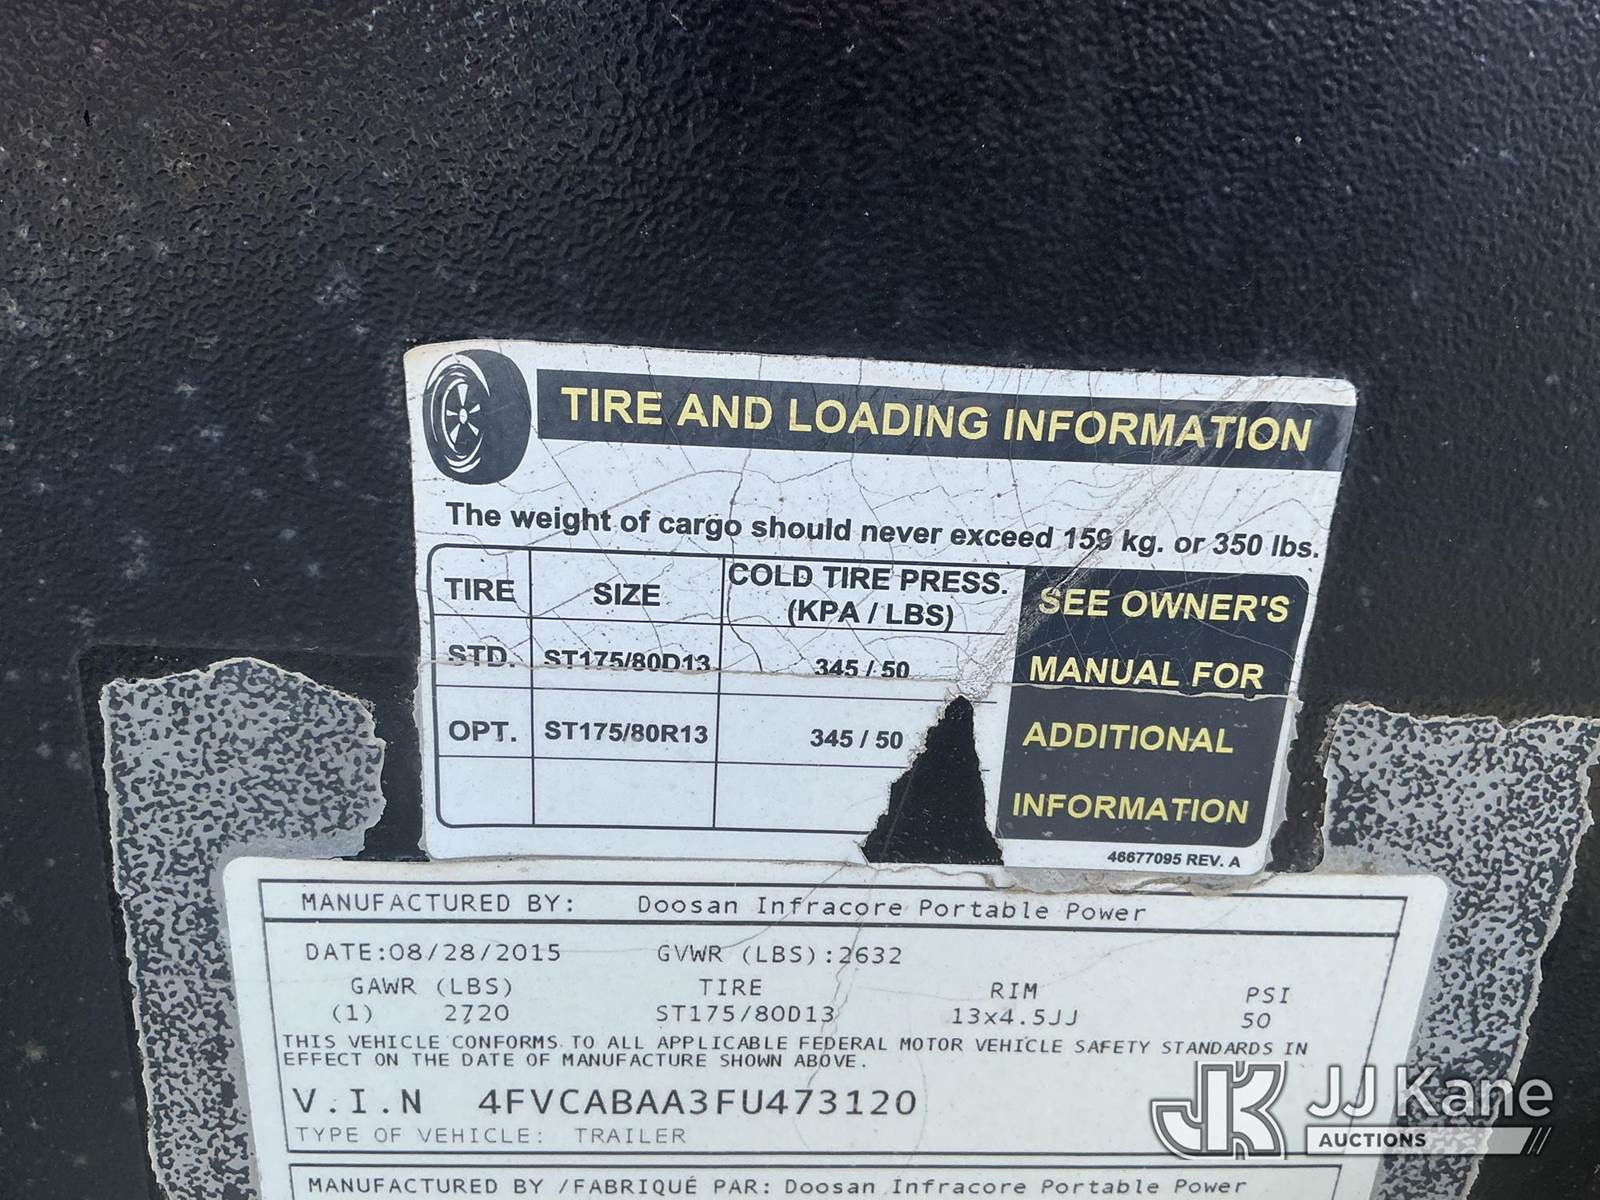 TIRE AND LOADING INFORMATION
The weight of cargo should never exceed 159 kg. or 350 lbs.
TIRE SIZE COLD TIRE PRESS. (KPA / LBS)
STD. ST175/80D13 345 / 50
OPT. ST175/80R13 345 / 50
SEE OWNER'S
MANUAL FOR
ADDITIONAL
INFORMATION
46677095 REV. A
MANUFACTURED BY: Doosan Infracore Portable Power
DATE:08/28/2015 GVWR (LBS):2632
GAWR (LBS) TIRE RIM PSI
(1) 2720 ST175/80D13 13x4.5JJ 50
THIS VEHICLE CONFORMS TO ALL APPLICABLE FEDERAL MOTOR VEHICLE SAFETY STANDARDS IN
EFFECT ON THE DATE OF MANUFACTURE SHOWN ABOVE.
V.I.N 4FVCABAA3FU473120
TYPE OF VEHICLE: TRAILER
MANUFACTURED BY /FABRIQUÉ PAR: Doosan Infracore Portable Power
JK JJ Kane
AUCTIONS